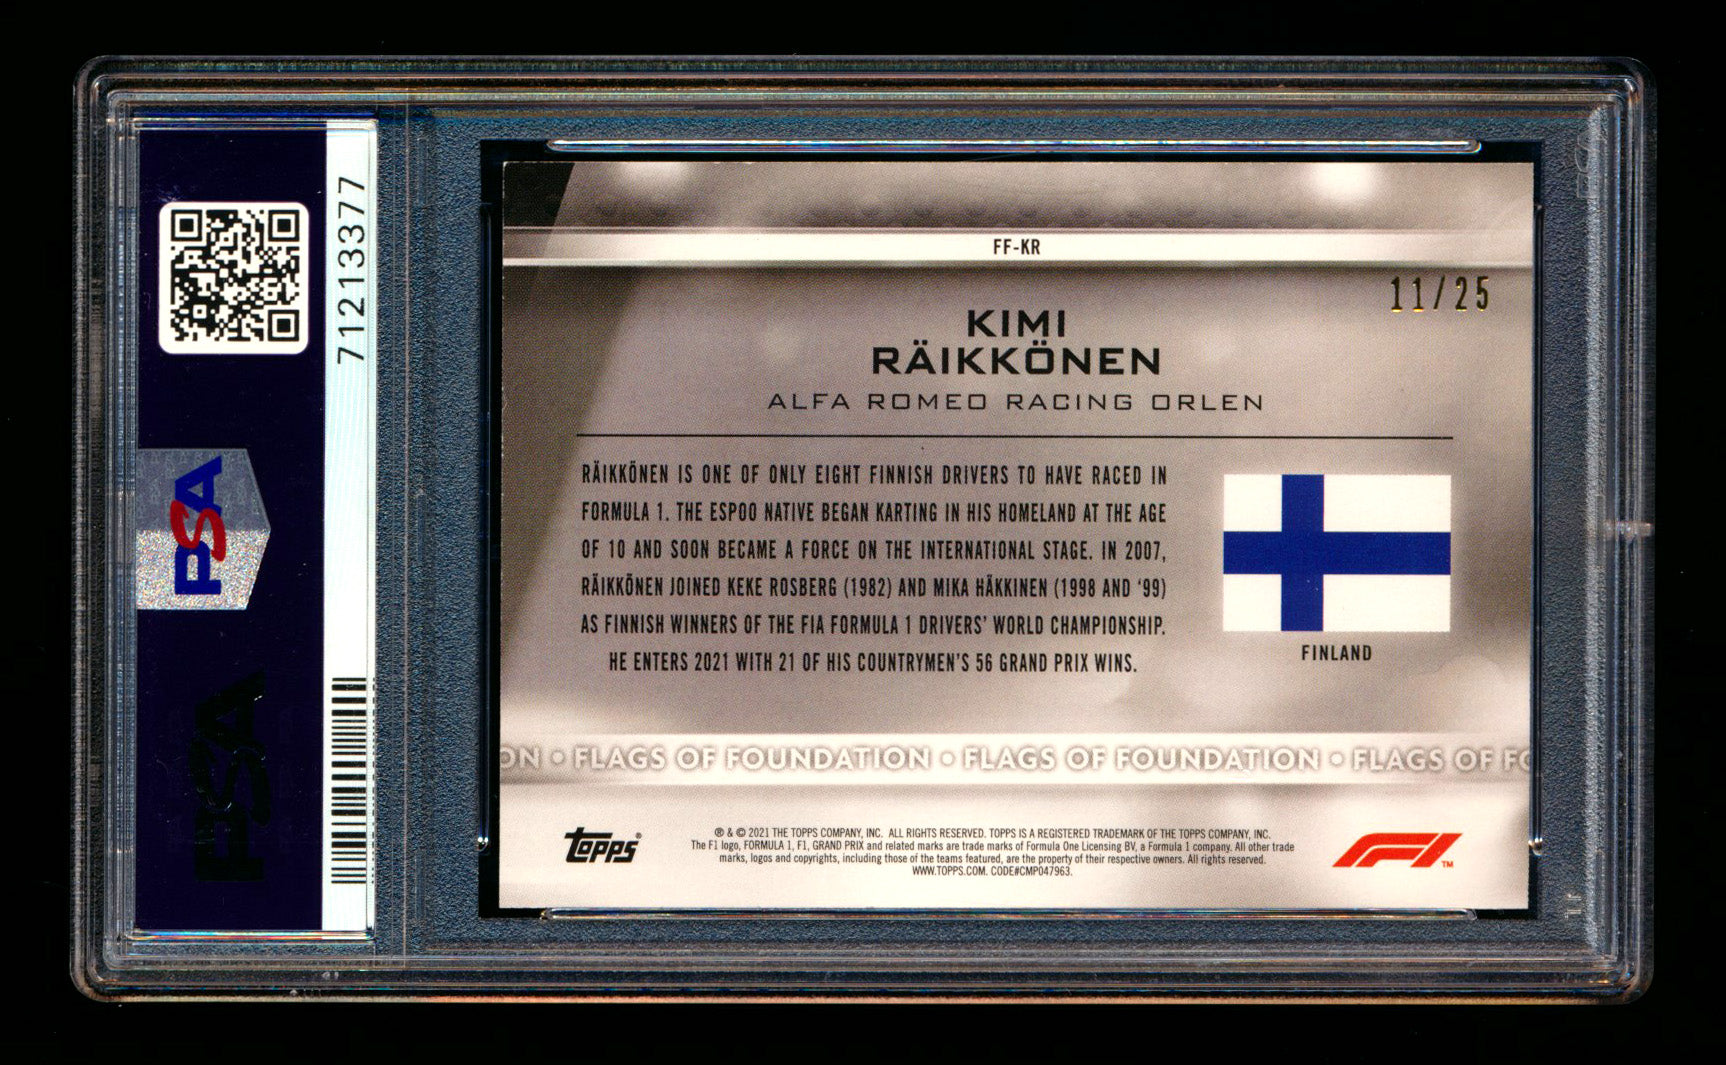 71213377
PSA
PSA
FF-KR
11/25
KIMI
RÄIKKÖNEN
ALFA ROMEO RACING ORLEN
RÄIKKÖNEN IS ONE OF ONLY EIGHT FINNISH DRIVERS TO HAVE RACED IN
FORMULA 1. THE ESPOO NATIVE BEGAN KARTING IN HIS HOMELAND AT THE AGE
OF 10 AND SOON BECAME A FORCE ON THE INTERNATIONAL STAGE. IN 2007,
RÄIKKÖNEN JOINED KEKE ROSBERG (1982) AND MIKA HÄKKINEN (1998 AND '99)
AS FINNISH WINNERS OF THE FIA FORMULA 1 DRIVERS' WORLD CHAMPIONSHIP.
HE ENTERS 2021 WITH 21 OF HIS COUNTRYMEN'S 56 GRAND PRIX WINS.
FINLAND
ON • FLAGS OF FOUNDATION • FLAGS OF FOUNDATION • FLAGS OF FO
Topps®
® & © 2021 THE TOPPS COMPANY, INC. ALL RIGHTS RESERVED. TOPPS IS A REGISTERED TRADEMARK OF THE TOPPS COMPANY, INC.
The F1 logo, FORMULA 1, F1, GRAND PRIX and related marks are trade marks of Formula One Licensing BV, a Formula 1 company. All other trade
marks, logos and copyrights, including those of the teams featured, are the property of their respective owners. All rights reserved.
WWW.TOPPS.COM. CODE#CMP047963.
F1™